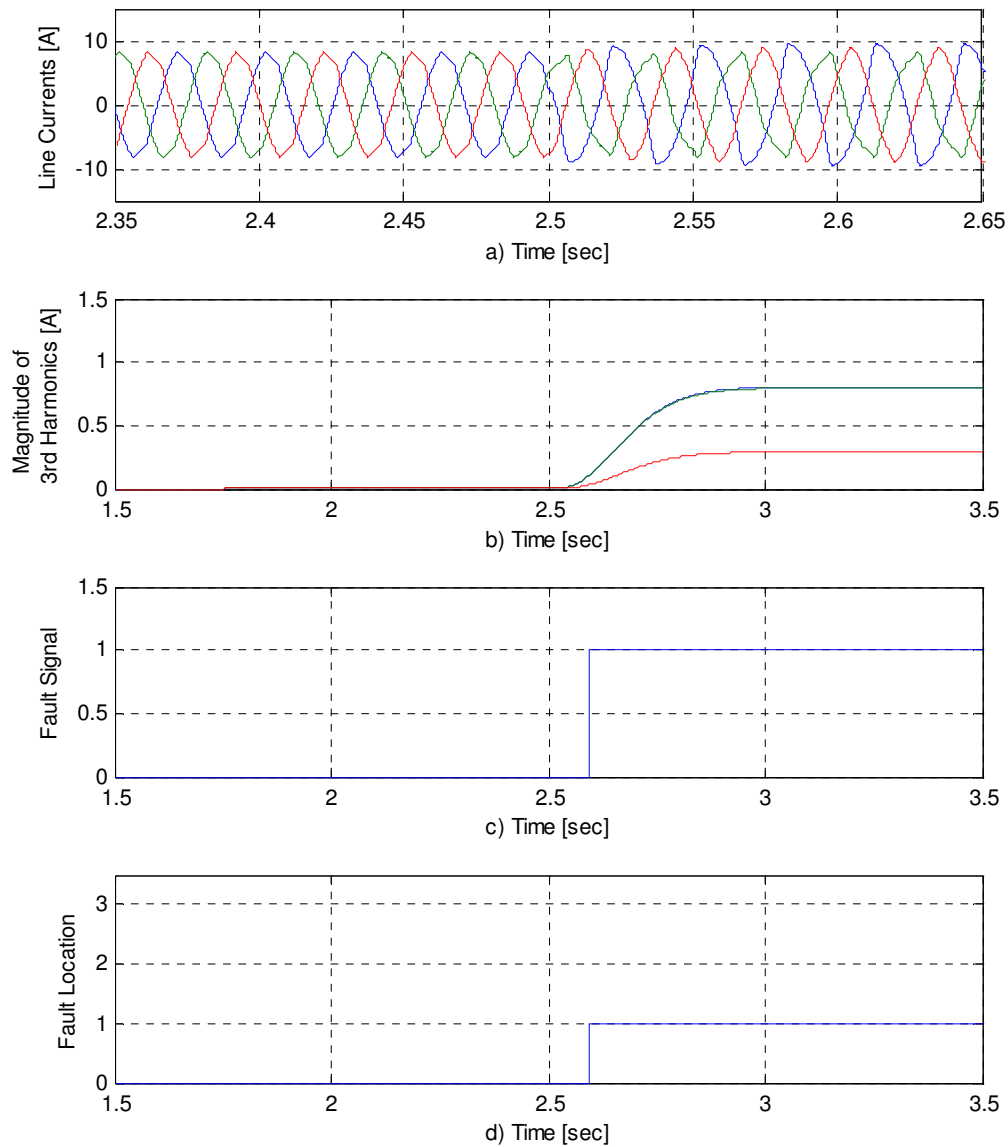 Line Currents [A]
10
0
-10
2.35 2.4 2.45 2.5 2.55 2.6 2.65
a) Time [sec]
Magnitude of
3rd Harmonics [A]
1.5
1
0.5
0
1.5 2 2.5 3 3.5
b) Time [sec]
Fault Signal
1.5
1
0.5
0
1.5 2 2.5 3 3.5
c) Time [sec]
Fault Location
3
2
1
0
1.5 2 2.5 3 3.5
d) Time [sec]